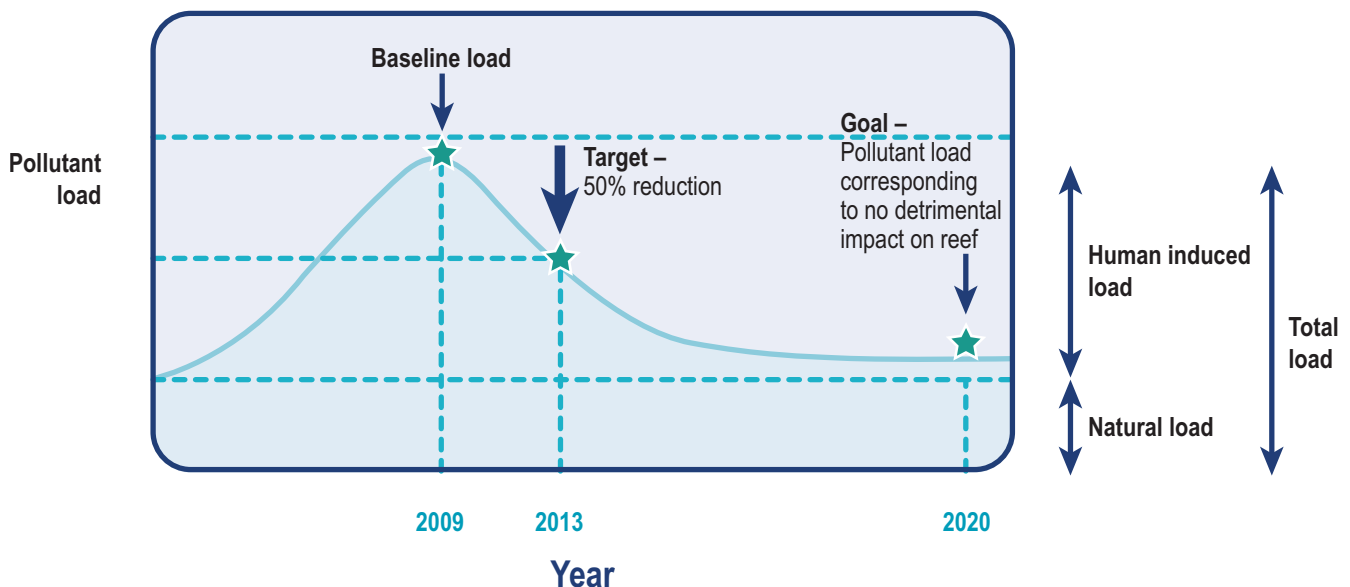 Baseline load
Pollutant
load
Target –
50% reduction
Goal –
Pollutant load
corresponding
to no detrimental
impact on reef
Human induced
load
Natural load
Total
load
2009
2013
2020
Year